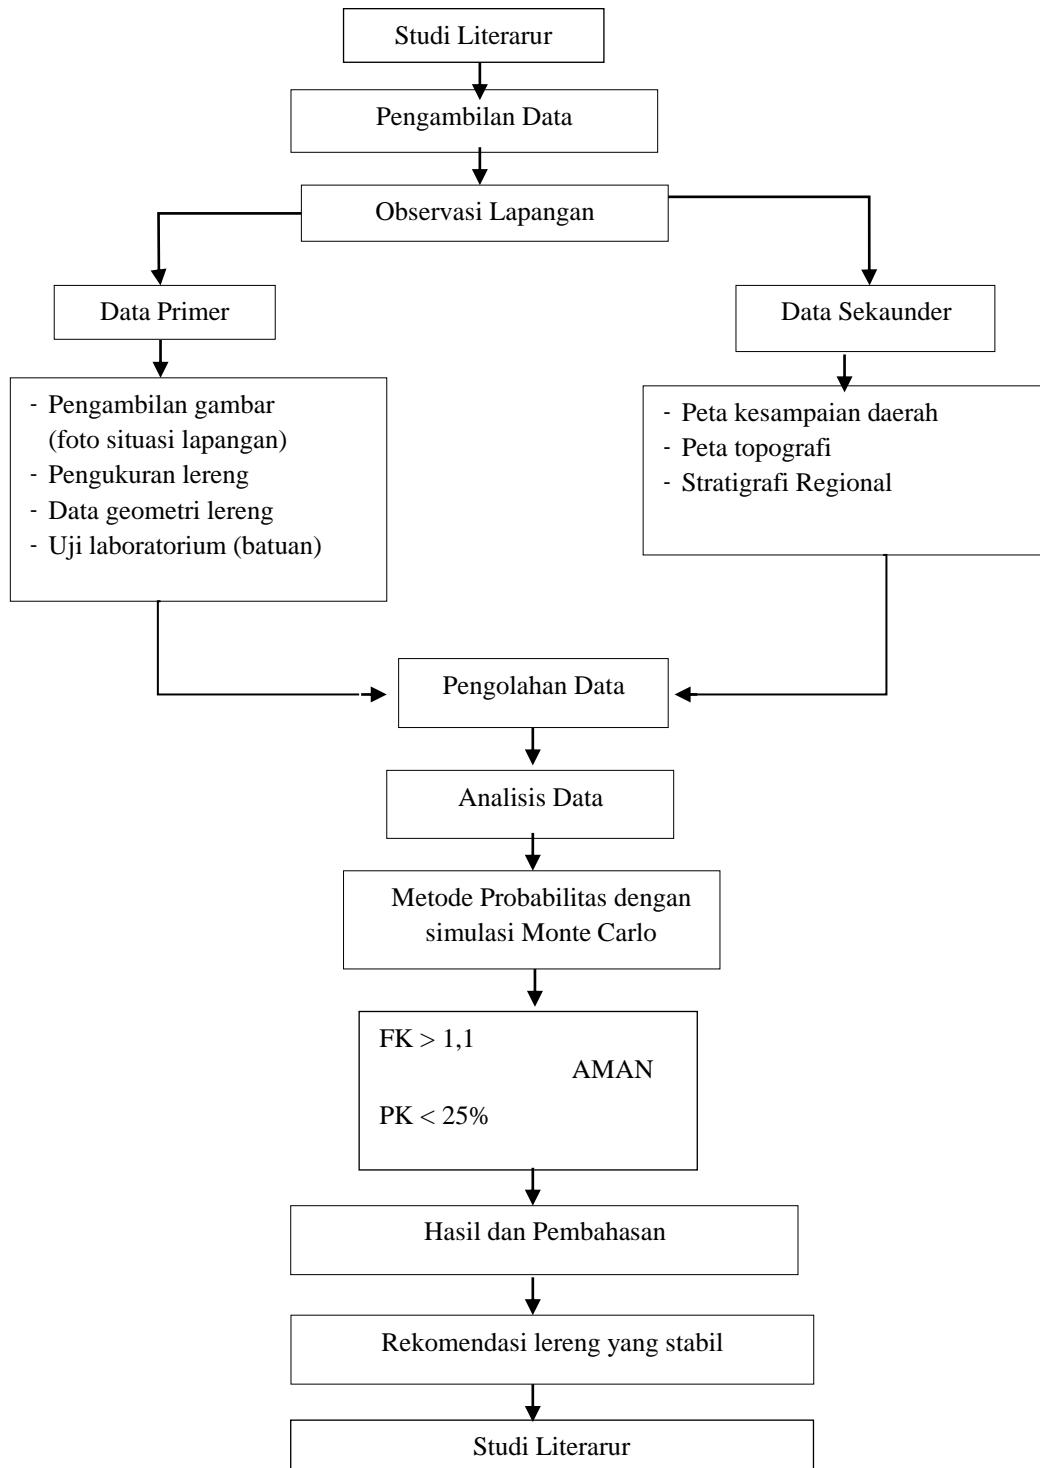 Studi Literarur
Pengambilan Data
Observasi Lapangan
Data Primer
Data Sekaunder
- Pengambilan gambar
(foto situasi lapangan)
- Pengukuran lereng
- Data geometri lereng
- Uji laboratorium (batuan)
- Peta kesampaian daerah
- Peta topografi
- Stratigrafi Regional
Pengolahan Data
Analisis Data
Metode Probabilitas dengan
simulasi Monte Carlo
FK > 1,1
AMAN
PK < 25%
Hasil dan Pembahasan
Rekomendasi lereng yang stabil
Studi Literarur